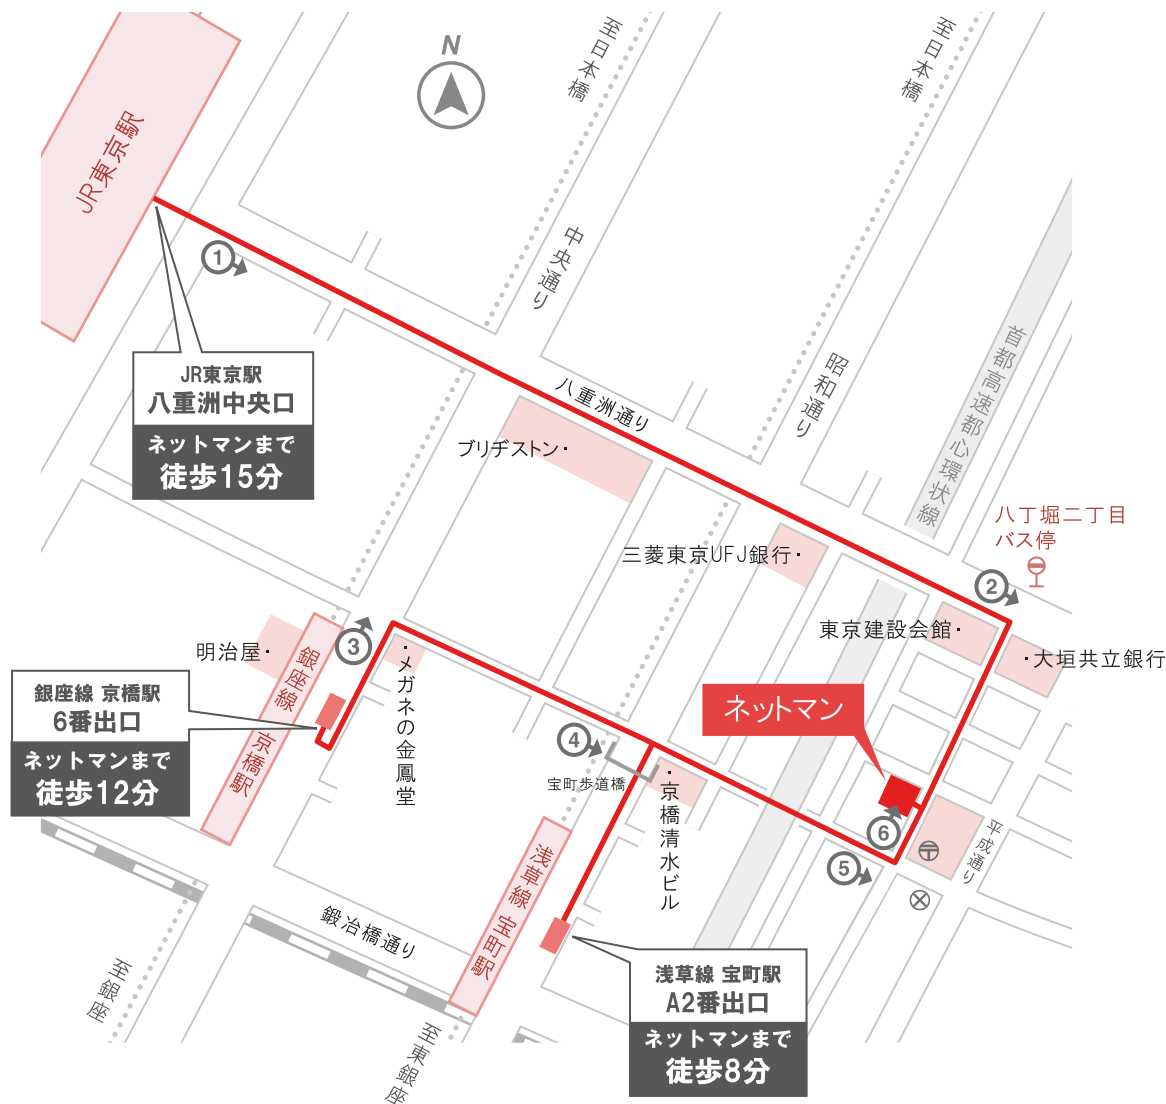 N
至日本橋
至日本橋
JR東京駅
中央通り
①
首都高速都心環状線
JR東京駅
八重洲中央口
ネットマンまで
徒歩15分
八重洲通り
昭和通り
ブリヂストン・
八丁堀二丁目
バス停
三菱東京UFJ銀行・
②
東京建設会館・
・大垣共立銀行
明治屋・
③
銀座線 京橋駅
・メガネの金鳳堂
銀座線 京橋駅
6番出口
ネットマンまで
徒歩12分
ネットマン
④
宝町歩道橋
・京橋清水ビル
⑥
⑤
〒
平成通り
浅草線 宝町駅
鍛冶橋通り
浅草線 宝町駅
A2番出口
ネットマンまで
徒歩8分
至銀座
至東銀座